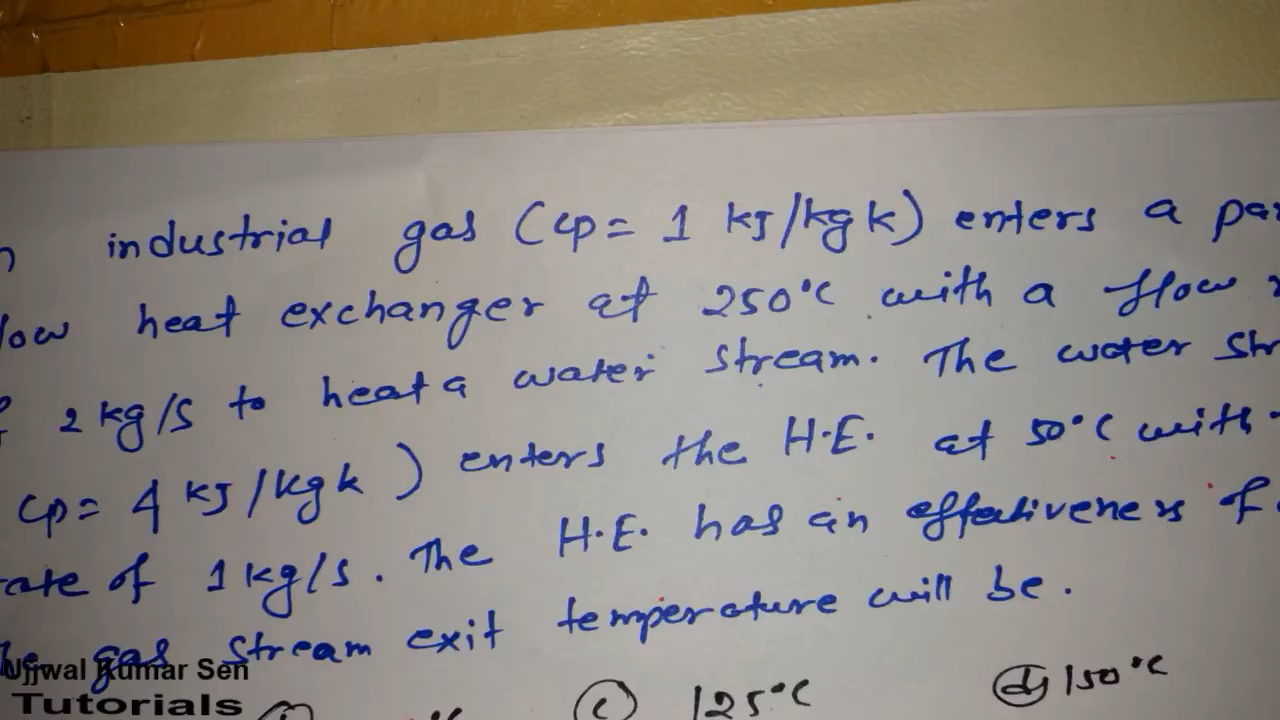 industrial gas (cp= 1 kJ/kgk) enters a
heat exchanger at 250°C with a flow
2 kg/s to heat a water stream. The water
cp= 4 kJ/kgk) enters the H.E. at 50°C with
of 1 kg/s. The H.E. has an effectiveness of
gas stream exit temperature will be.
(c) 125°C (d) 150°C
Ujjwal Kumar Sen
Tutorials